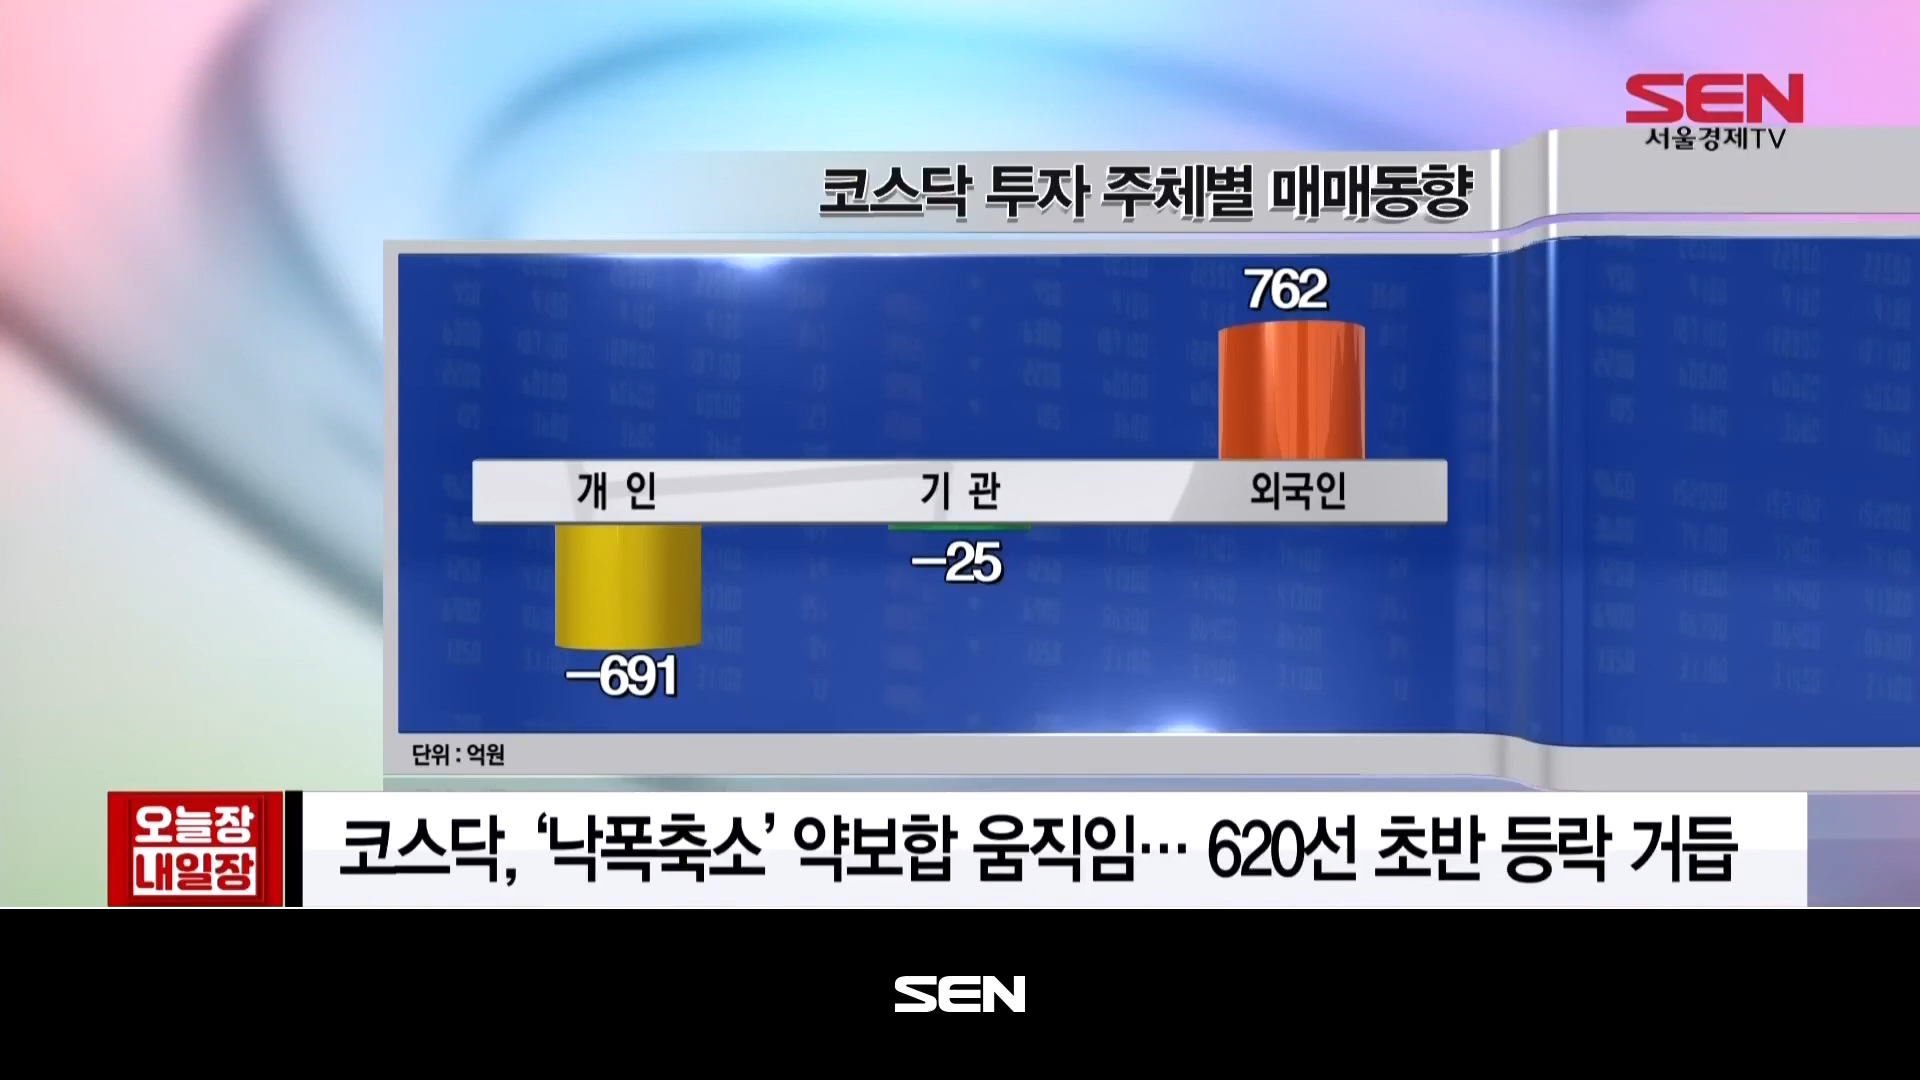 SEN
서울경제TV
코스닥 투자 주체별 매매동향
762
개인 기관 외국인
-25
-691
단위 : 억원
오늘장
내일장
코스닥, ‘낙폭축소’ 약보합 움직임… 620선 초반 등락 거듭
SEN